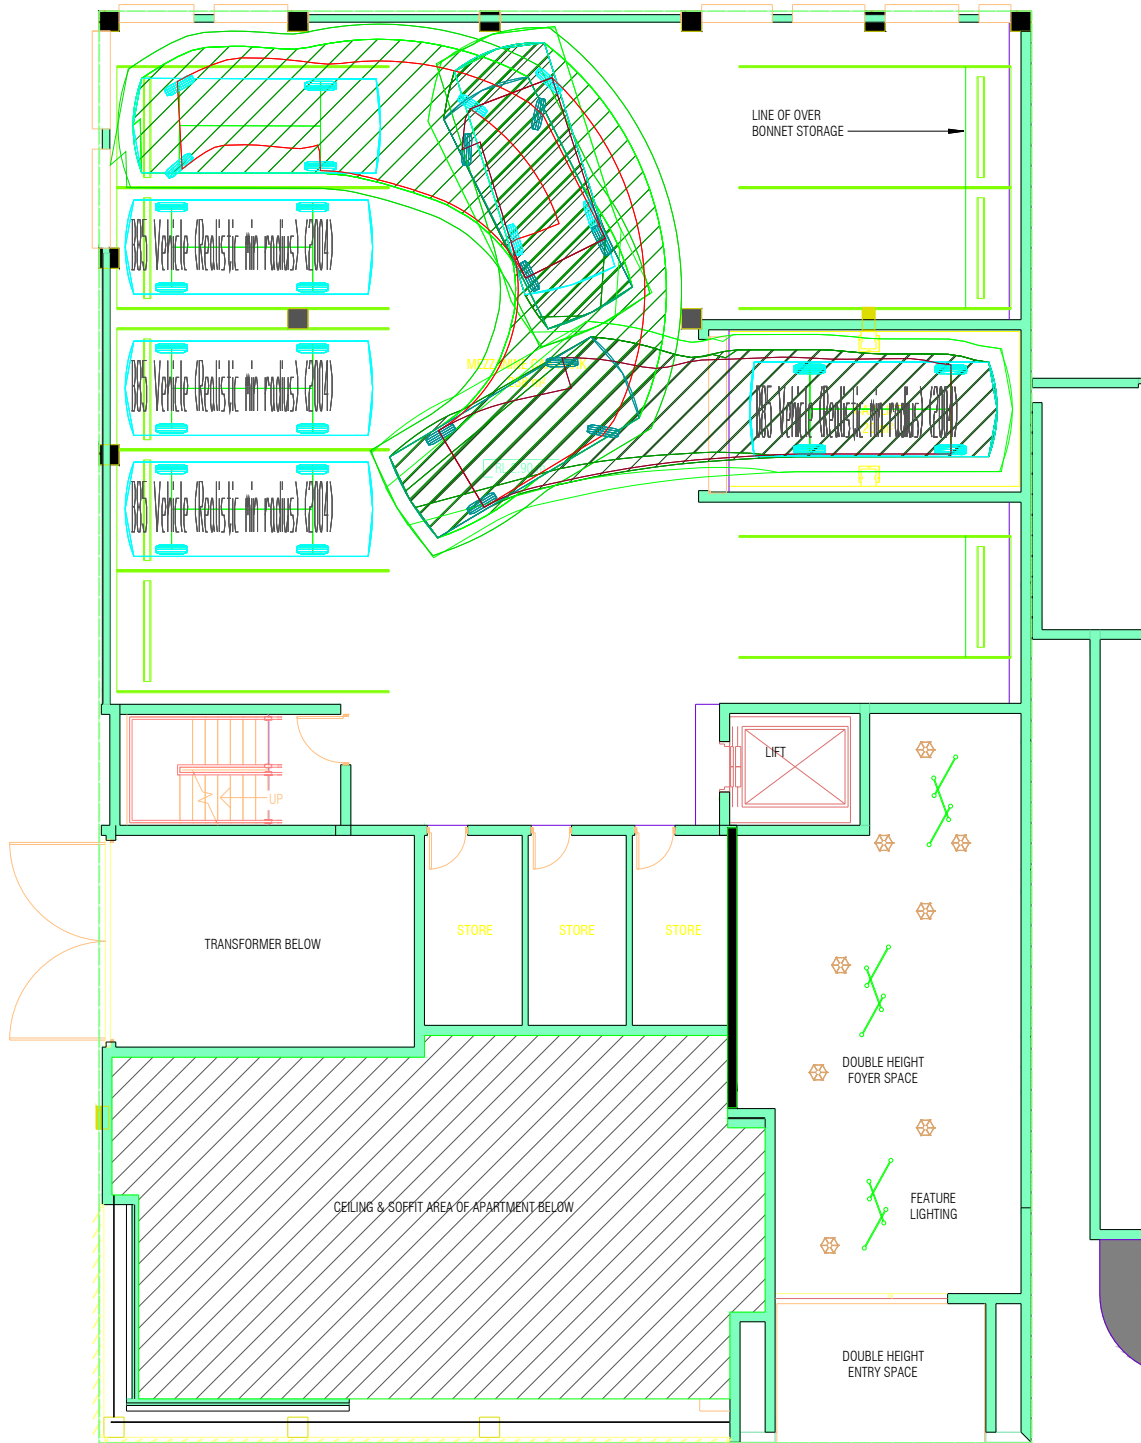 LINE OF OVER
BONNET STORAGE
B85 Vehicle (Realistic min radius) (2004)
B85 Vehicle (Realistic min radius) (2004)
B85 Vehicle (Realistic min radius) (2004)
B85 Vehicle (Realistic min radius) (2004)
LIFT
UP
STORE
STORE
STORE
TRANSFORMER BELOW
DOUBLE HEIGHT
FOYER SPACE
CEILING & SOFFIT AREA OF APARTMENT BELOW
FEATURE
LIGHTING
DOUBLE HEIGHT
ENTRY SPACE